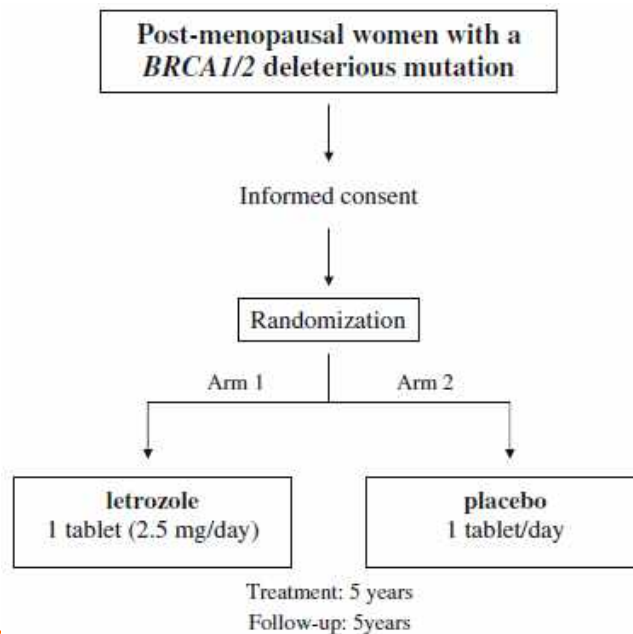 Post-menopausal women with a
BRCA1/2 deleterious mutation
Informed consent
Randomization
Arm 1
Arm 2
letrozole
1 tablet (2.5 mg/day)
placebo
1 tablet/day
Treatment: 5 years
Follow-up: 5years